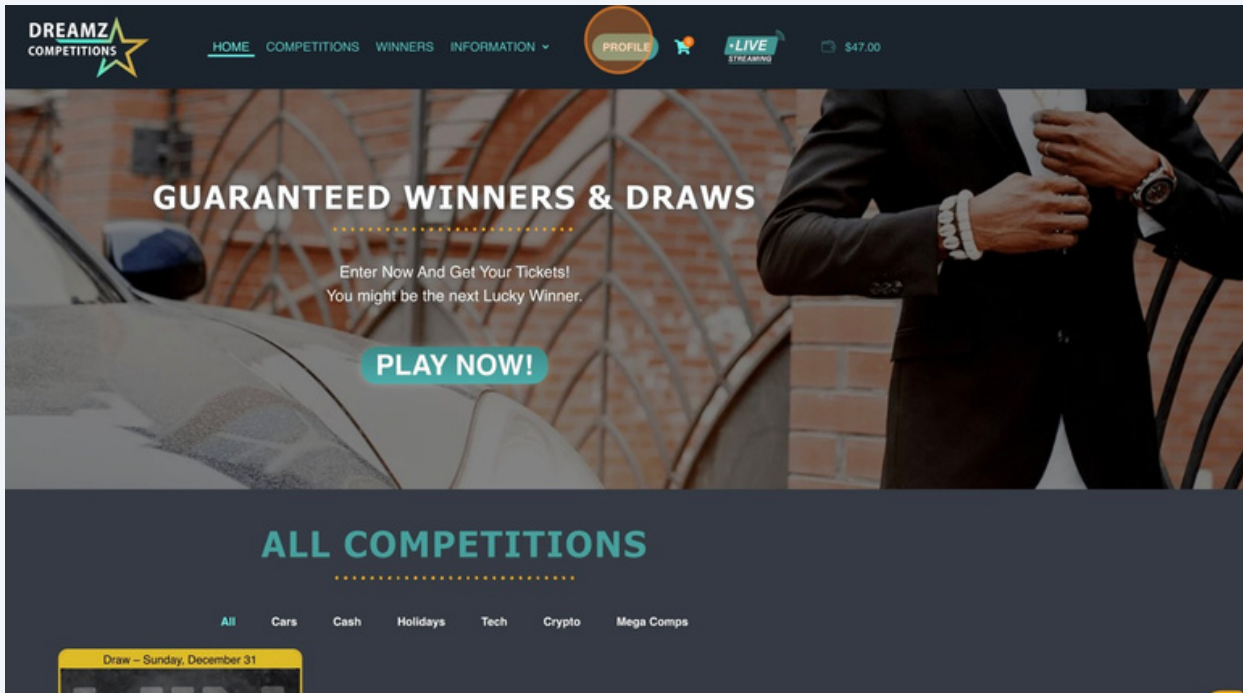 DREAMZ
COMPETITIONS
HOME COMPETITIONS WINNERS INFORMATION PROFILE LIVE STREAMING $47.00
GUARANTEED WINNERS & DRAWS
Enter Now And Get Your Tickets!
You might be the next Lucky Winner.
PLAY NOW!
ALL COMPETITIONS
All Cars Cash Holidays Tech Crypto Mega Comps
Draw – Sunday, December 31